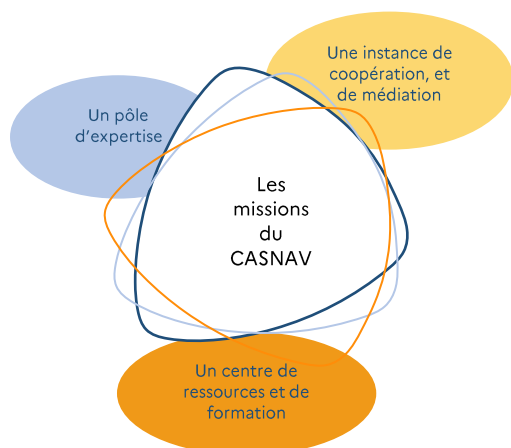 Une instance de
coopération, et
de médiation
Un pôle
d'expertise
Les
missions
du
CASNAV
Un centre de
ressources et de
formation